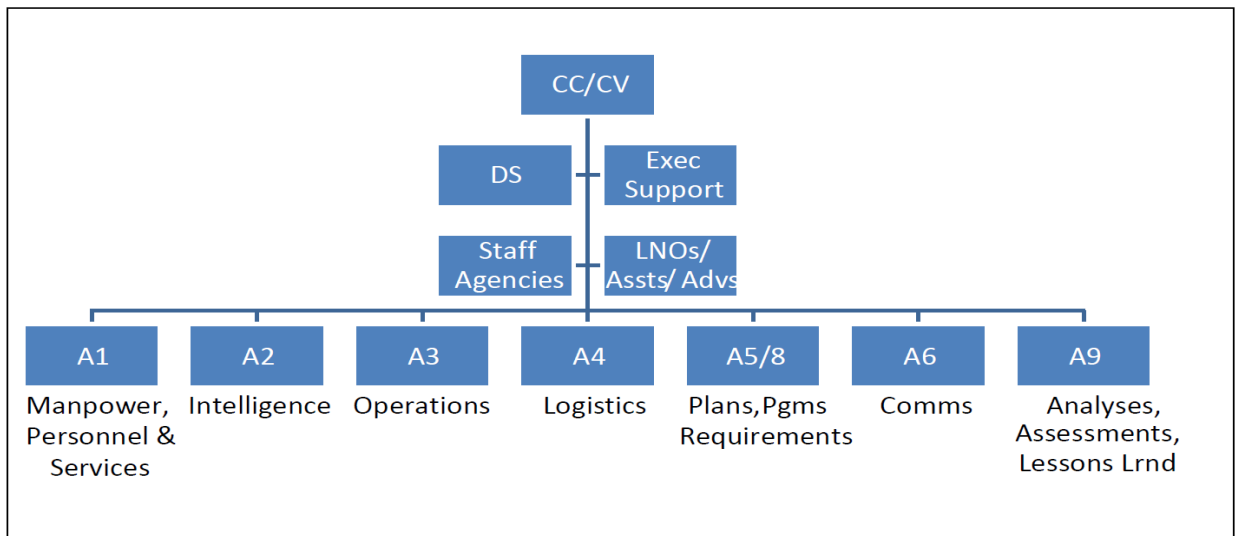 CC/CV
DS
Exec
Support
Staff
Agencies
LNOs/
Assts/ Advs
A1
A2
A3
A4
A5/8
A6
A9
Manpower,
Personnel &
Services
Intelligence
Operations
Logistics
Plans,Pgms
Requirements
Comms
Analyses,
Assessments,
Lessons Lrnd